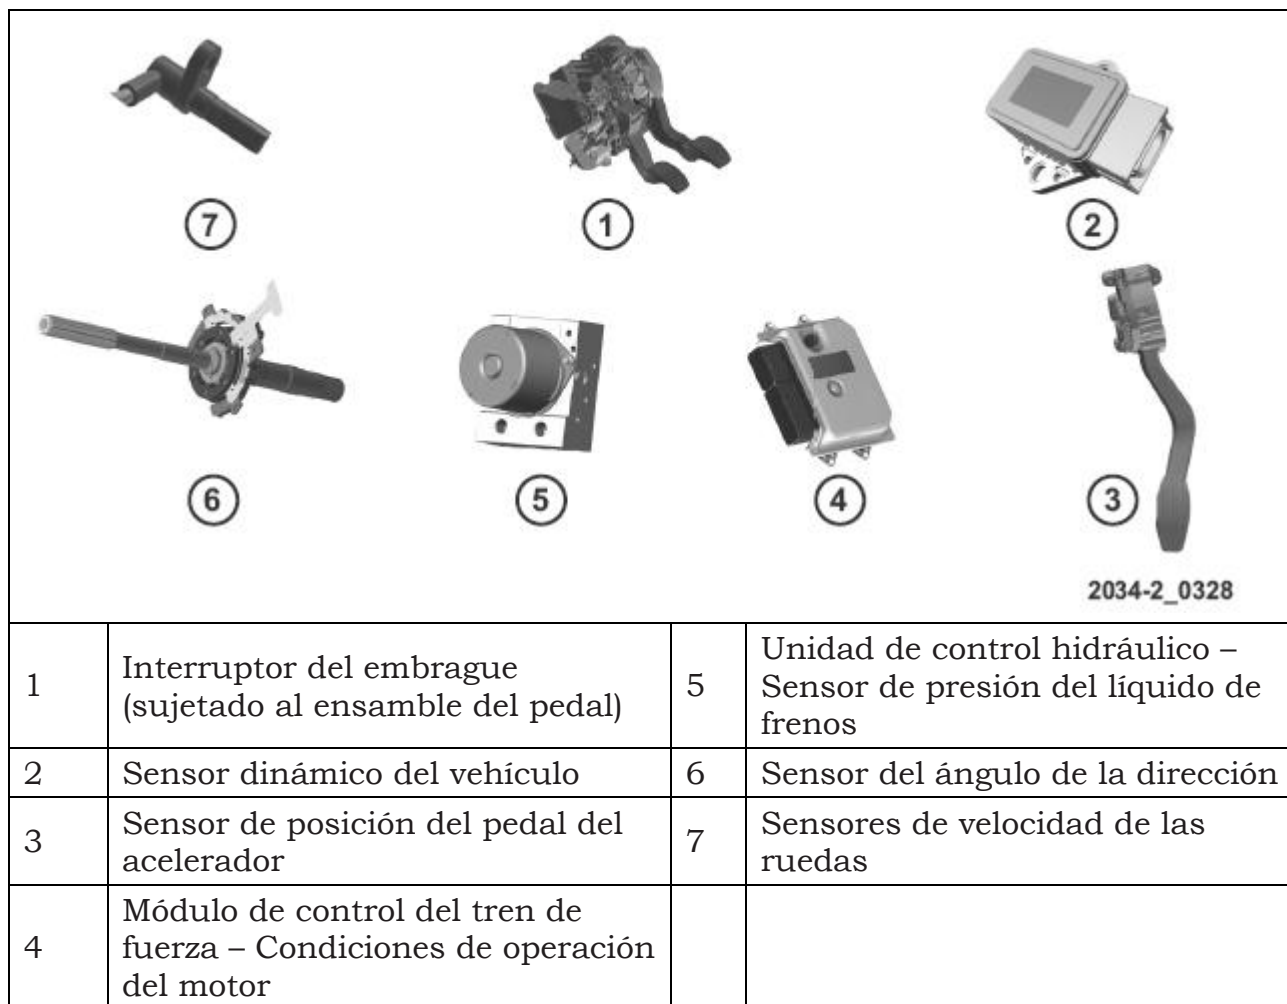 7
1
2
6
5
4
3
2034-2_0328
1
Interruptor del embrague
(sujetado al ensamble del pedal)
5
Unidad de control hidráulico –
Sensor de presión del líquido de
frenos
2
Sensor dinámico del vehículo
6
Sensor del ángulo de la dirección
3
Sensor de posición del pedal del
acelerador
7
Sensores de velocidad de las
ruedas
4
Módulo de control del tren de
fuerza – Condiciones de operación
del motor